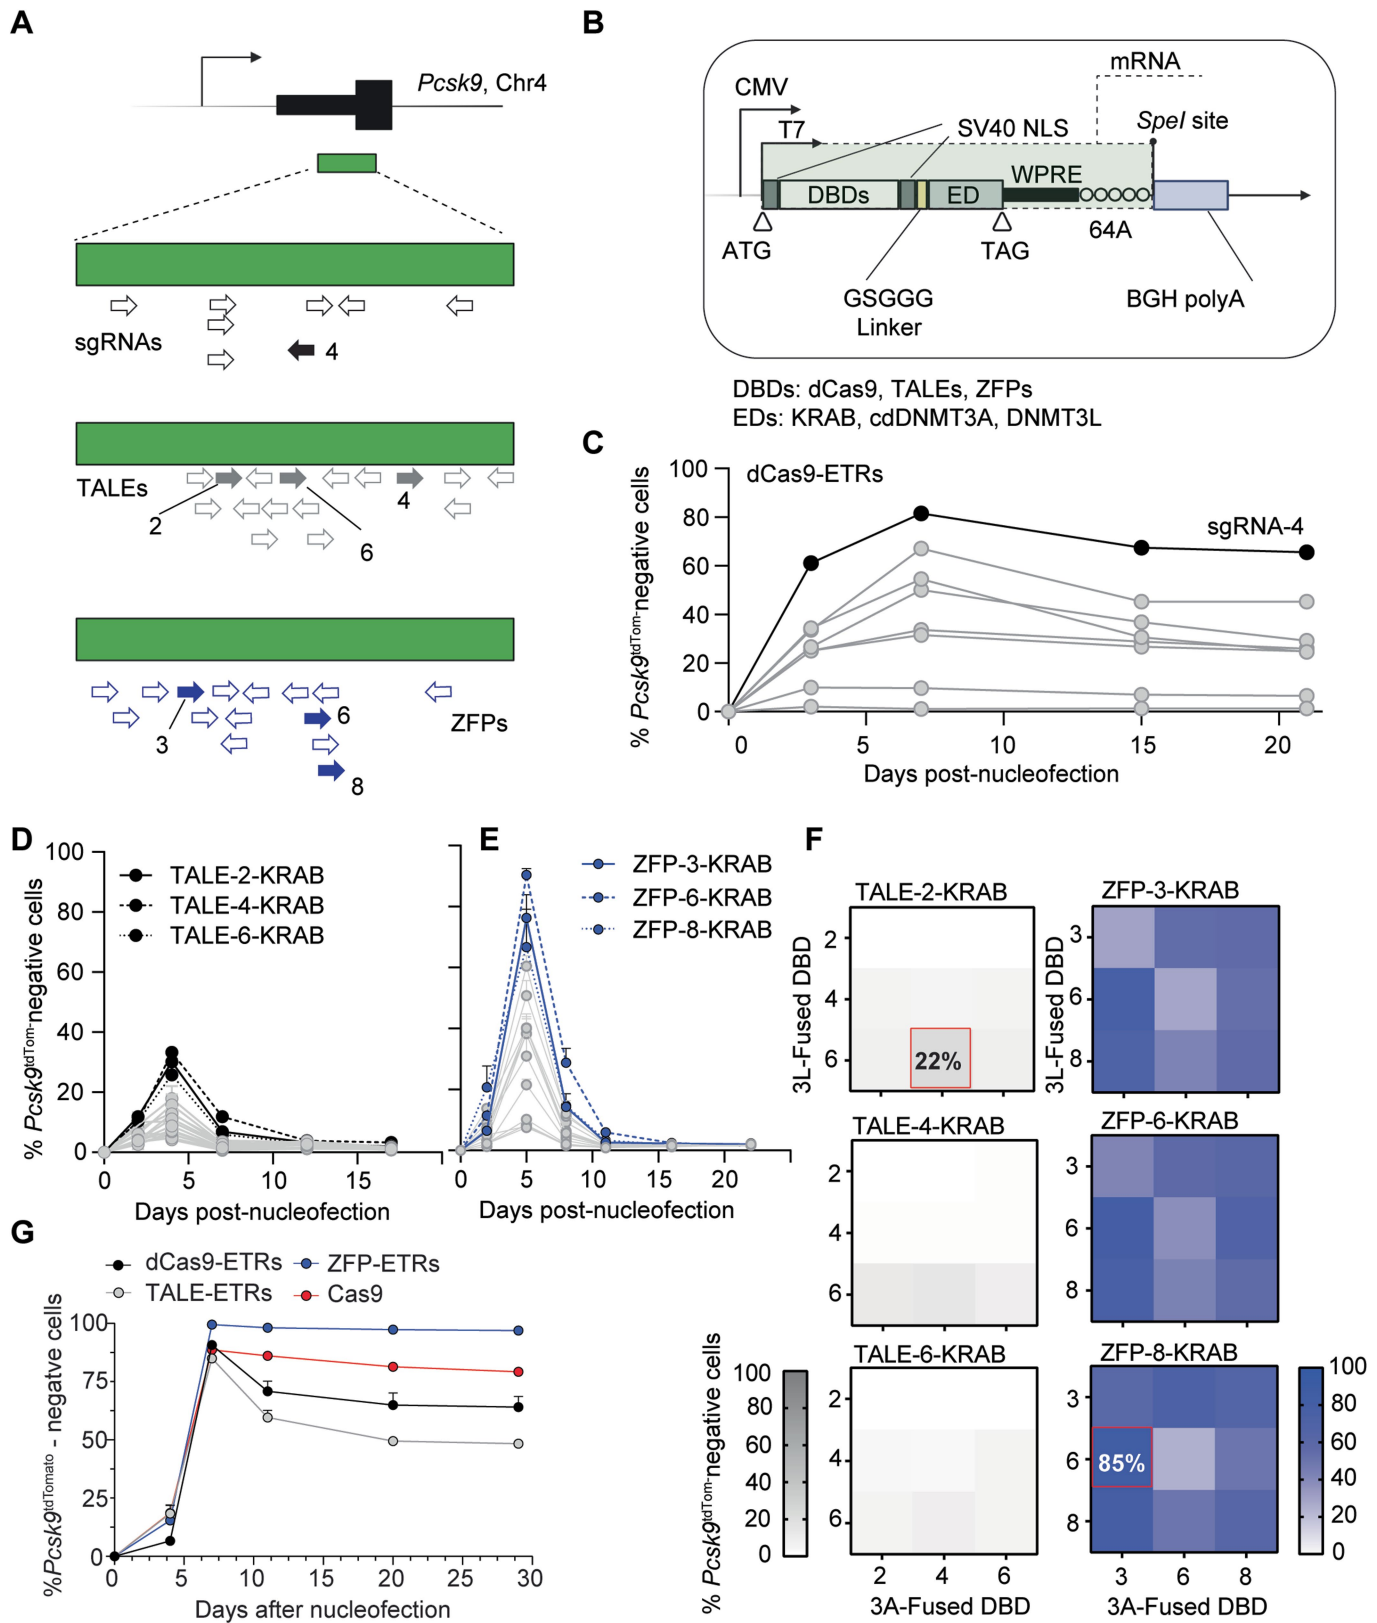 A
Pcsk9, Chr4
sgRNAs
4
TALEs
2
4
6
ZFPs
3
6
8
B
CMV
T7
SV40 NLS
mRNA
SpeI site
DBDs
ED
WPRE
64A
ATG
TAG
GSGGG
Linker
BGH polyA
DBDs: dCas9, TALEs, ZFPs
EDs: KRAB, cdDNMT3A, DNMT3L
C
dCas9-ETRs
sgRNA-4
% Pcsk9tdTom-negative cells
100
80
60
40
20
0
0 5 10 15 20
Days post-nucleofection
D
TALE-2-KRAB
TALE-4-KRAB
TALE-6-KRAB
% Pcsk9tdTom-negative cells
100
80
60
40
20
0
0 5 10 15
Days post-nucleofection
E
ZFP-3-KRAB
ZFP-6-KRAB
ZFP-8-KRAB
0 5 10 15 20
Days post-nucleofection
F
TALE-2-KRAB
2
4
6
22%
3L-Fused DBD
ZFP-3-KRAB
3
6
8
TALE-4-KRAB
2
4
6
ZFP-6-KRAB
3
6
8
TALE-6-KRAB
2
4
6
2 4 6
3A-Fused DBD
ZFP-8-KRAB
3
6
8
85%
3 6 8
3A-Fused DBD
% Pcsk9tdTom-negative cells
100
80
60
40
20
0
100
80
60
40
20
0
G
dCas9-ETRs
ZFP-ETRs
TALE-ETRs
Cas9
%Pcsk9tdTomato - negative cells
100
75
50
25
0
0 5 10 15 20 25 30
Days after nucleofection